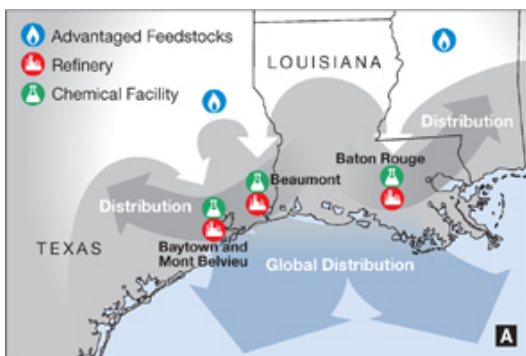 Advantaged Feedstocks
Refinery
Chemical Facility
LOUISIANA
Distribution
Baton Rouge
Beaumont
Distribution
TEXAS
Baytown and
Mont Belvieu
Global Distribution
A